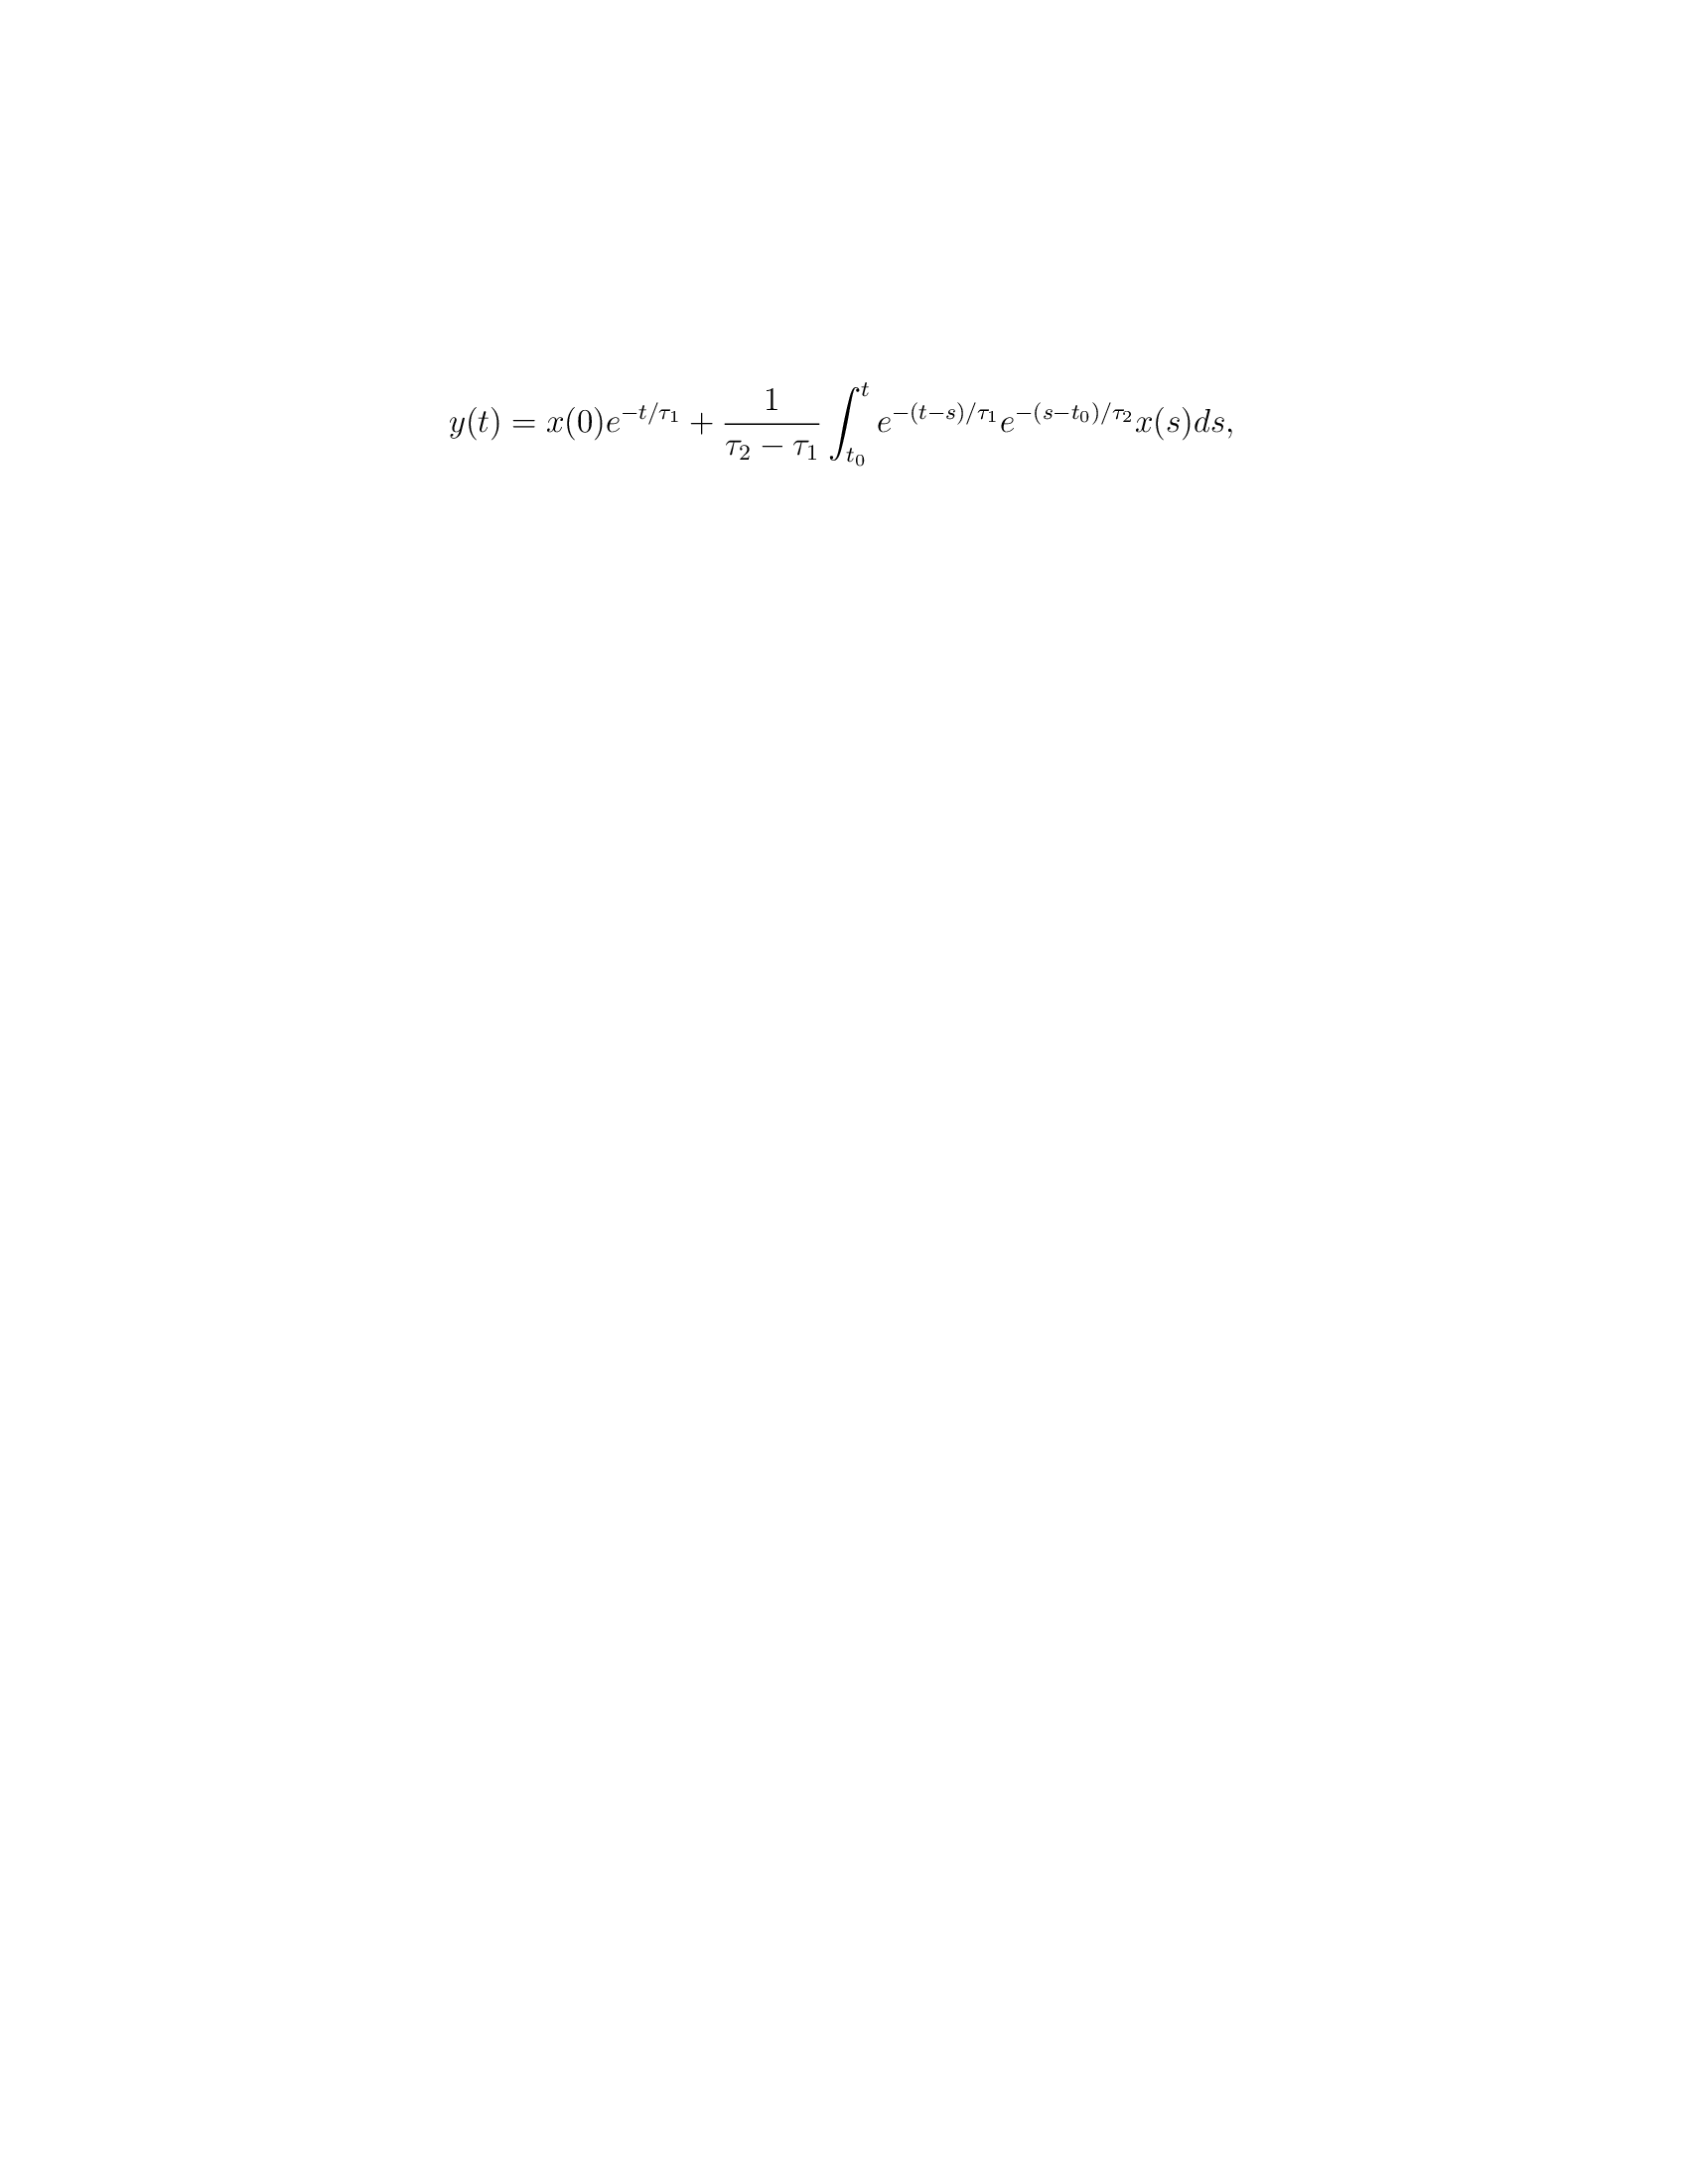 y(t) = x(0)e^{-t/\tau_1} + \frac{1}{\tau_2 - \tau_1} \int_{t_0}^{t} e^{-(t-s)/\tau_1} e^{-(s-t_0)/\tau_2} x(s)ds,